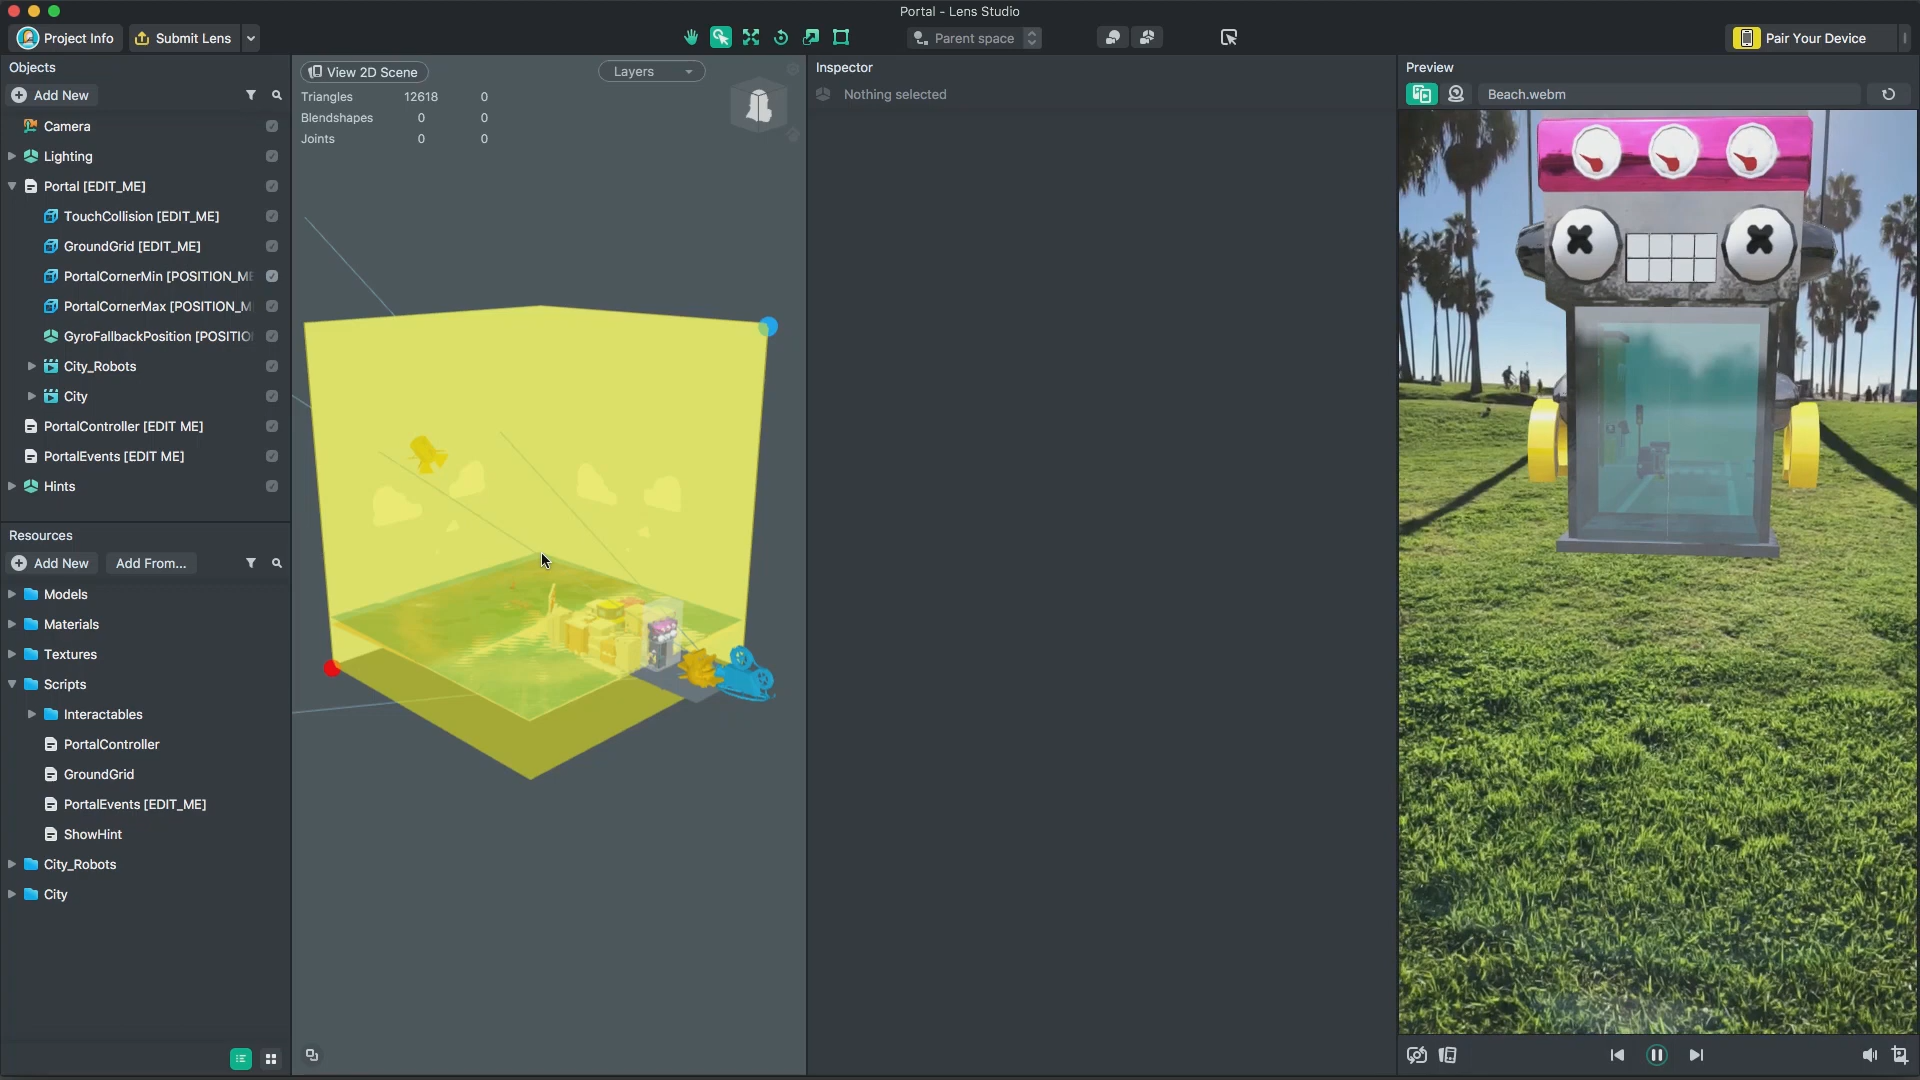 Portal - Lens Studio
Project Info
Submit Lens
Parent space
Pair Your Device
Objects
Add New
Camera
Lighting
Portal [EDIT_ME]
TouchCollision [EDIT_ME]
GroundGrid [EDIT_ME]
PortalCornerMin [POSITION_ME
PortalCornerMax [POSITION_M
GyroFallbackPosition [POSITIO
City_Robots
City
PortalController [EDIT ME]
PortalEvents [EDIT ME]
Hints
Resources
Add New
Add From...
Models
Materials
Textures
Scripts
Interactables
PortalController
GroundGrid
PortalEvents [EDIT_ME]
ShowHint
City_Robots
City
View 2D Scene
Layers
Triangles 12618 0
Blendshapes 0 0
Joints 0 0
Inspector
Nothing selected
Preview
Beach.webm